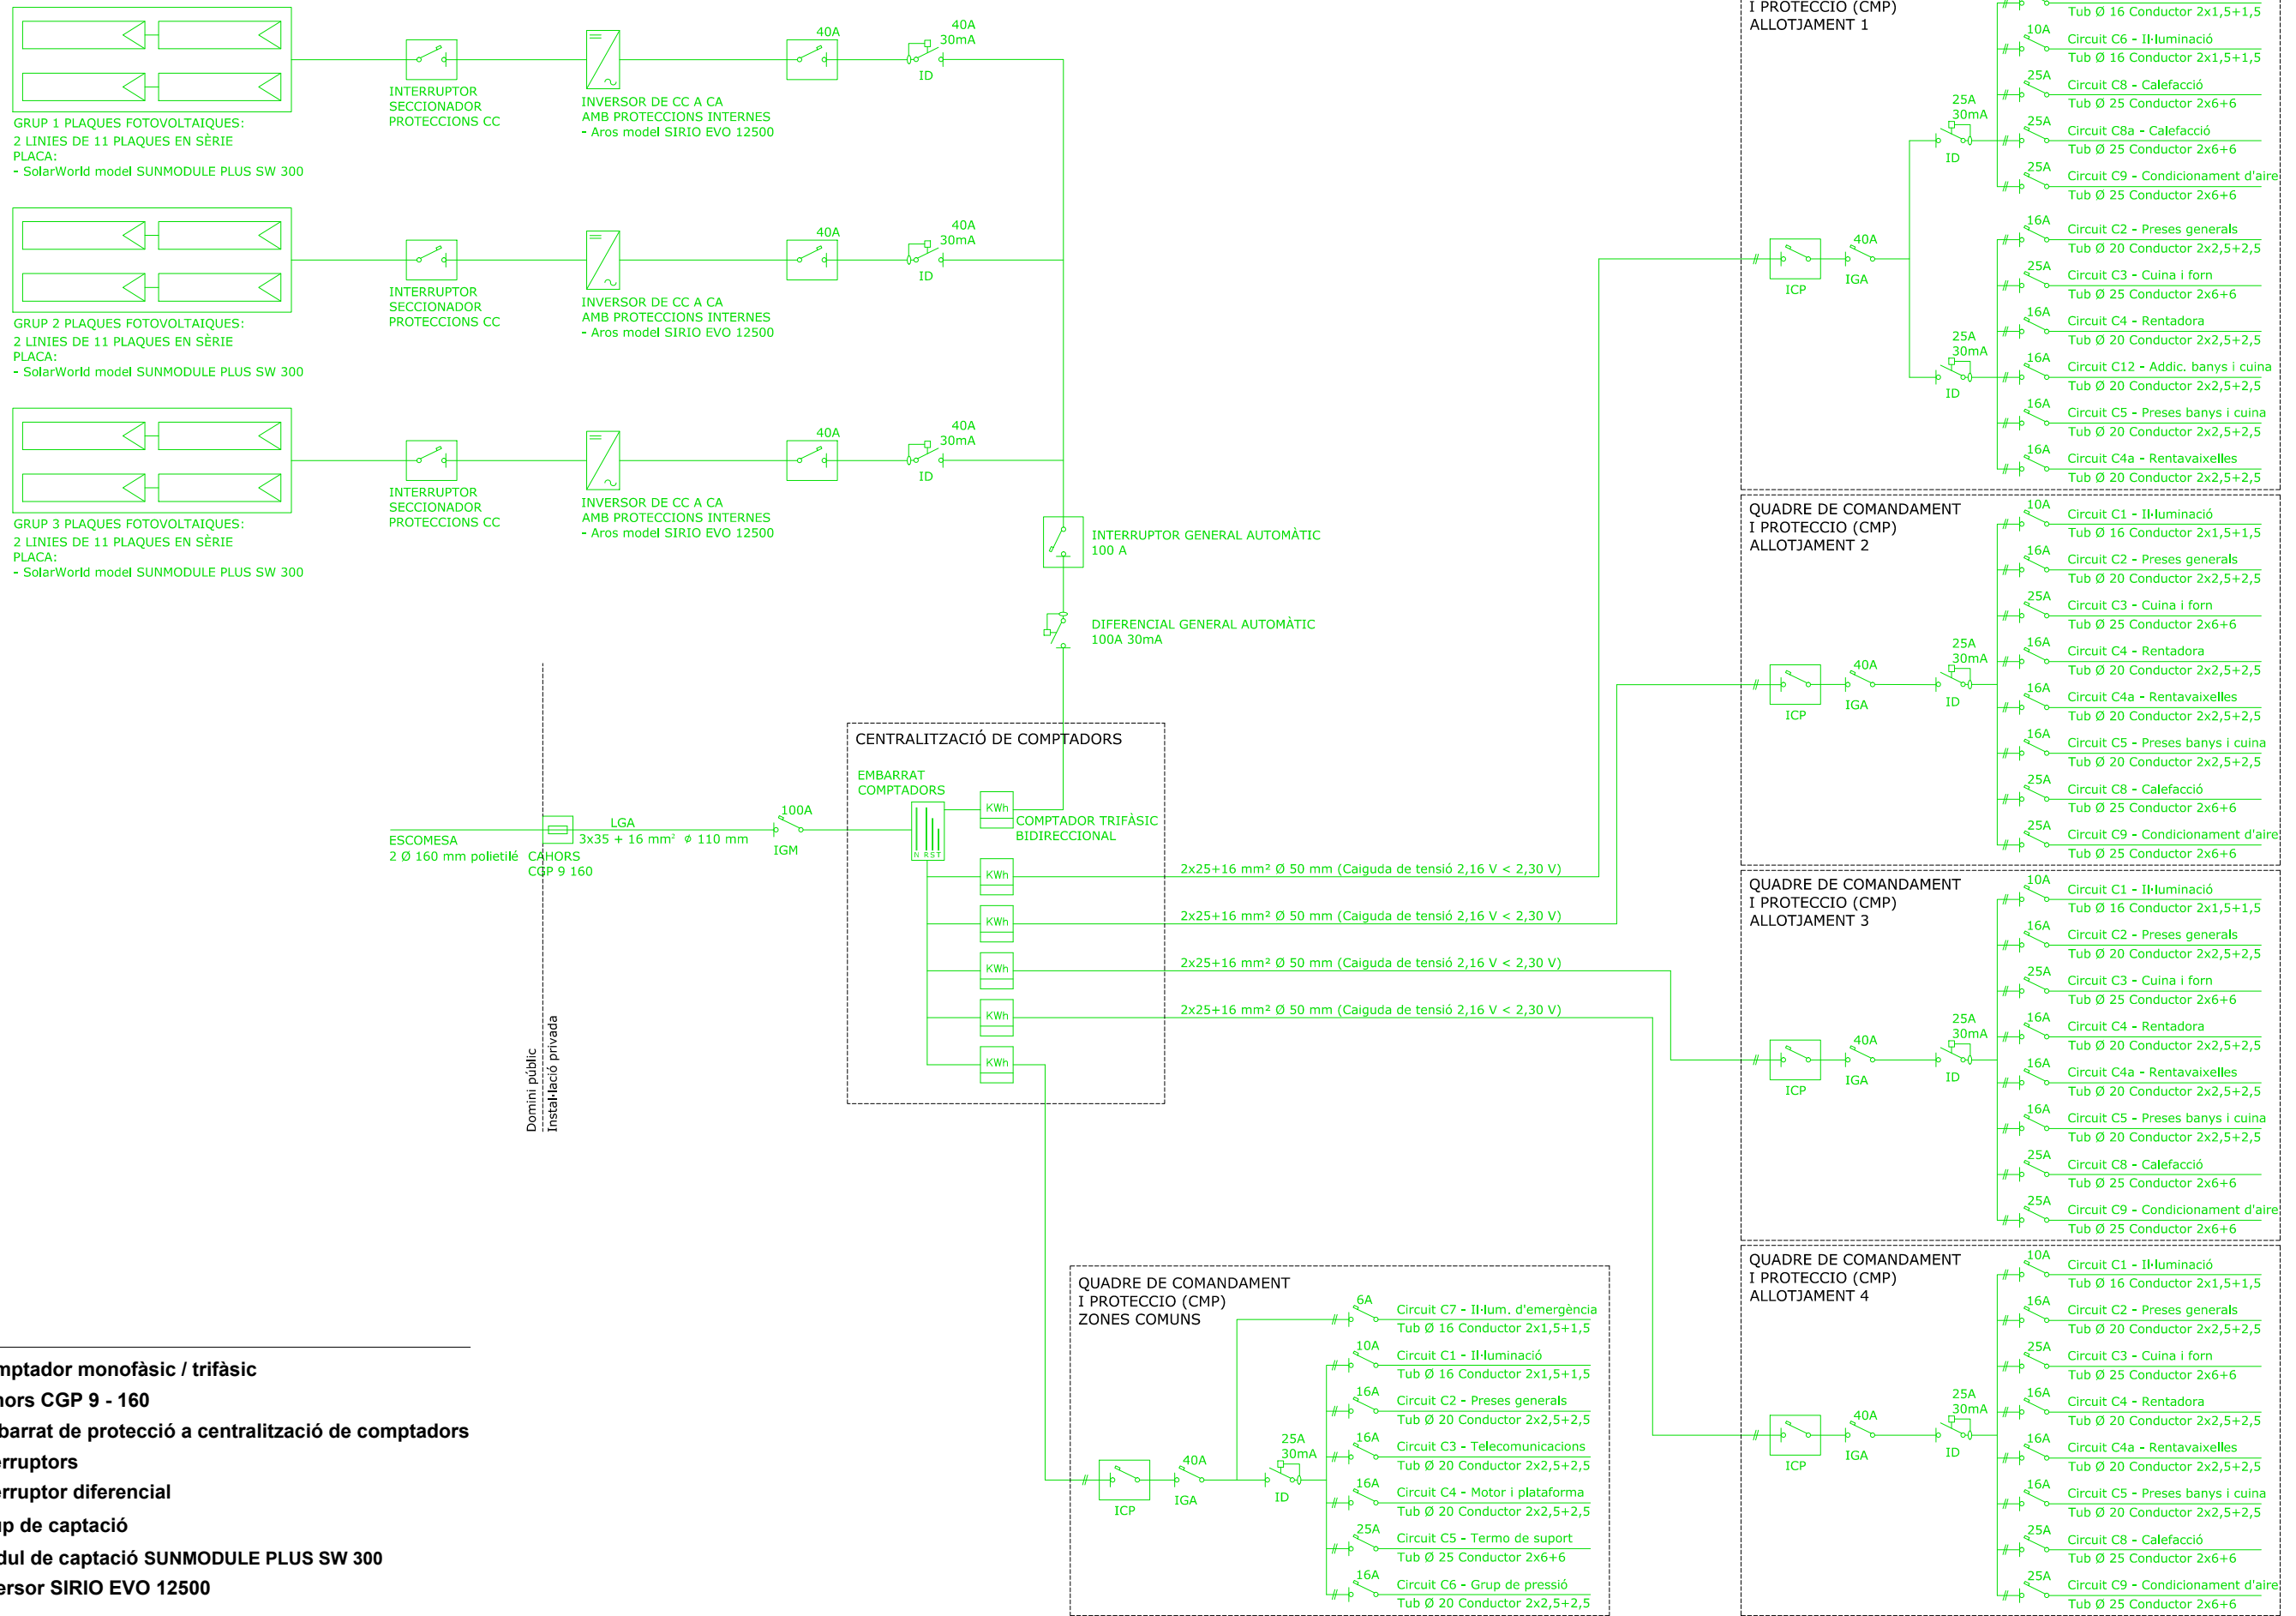 40A
40A
30mA
ID
INTERRUPTOR
SECCIONADOR
PROTECCIONS CC
INVERSOR DE CC A CA
AMB PROTECCIONS INTERNES
- Aros model SIRIO EVO 12500
GRUP 1 PLAQUES FOTOVOLTAIQUES:
2 LINIES DE 11 PLAQUES EN SÈRIE
PLACA:
- SolarWorld model SUNMODULE PLUS SW 300
40A
40A
30mA
ID
INTERRUPTOR
SECCIONADOR
PROTECCIONS CC
INVERSOR DE CC A CA
AMB PROTECCIONS INTERNES
- Aros model SIRIO EVO 12500
GRUP 2 PLAQUES FOTOVOLTAIQUES:
2 LINIES DE 11 PLAQUES EN SÈRIE
PLACA:
- SolarWorld model SUNMODULE PLUS SW 300
40A
40A
30mA
ID
INTERRUPTOR
SECCIONADOR
PROTECCIONS CC
INVERSOR DE CC A CA
AMB PROTECCIONS INTERNES
- Aros model SIRIO EVO 12500
GRUP 3 PLAQUES FOTOVOLTAIQUES:
2 LINIES DE 11 PLAQUES EN SÈRIE
PLACA:
- SolarWorld model SUNMODULE PLUS SW 300
INTERRUPTOR GENERAL AUTOMÀTIC
100 A
DIFERENCIAL GENERAL AUTOMÀTIC
100A 30mA
CENTRALITZACIÓ DE COMPTADORS
EMBARRAT
COMPTADORS
N R S T
KWh
COMPTADOR TRIFÀSIC
BIDIRECCIONAL
KWh
KWh
KWh
KWh
KWh
ESCOMESA
2 Ø 160 mm polietilé
CAHORS
CGP 9 160
LGA
3x35 + 16 mm² ø 110 mm
100A
IGM
Domini públic
Instal·lació privada
2x25+16 mm² Ø 50 mm (Caiguda de tensió 2,16 V < 2,30 V)
2x25+16 mm² Ø 50 mm (Caiguda de tensió 2,16 V < 2,30 V)
2x25+16 mm² Ø 50 mm (Caiguda de tensió 2,16 V < 2,30 V)
2x25+16 mm² Ø 50 mm (Caiguda de tensió 2,16 V < 2,30 V)
I PROTECCIO (CMP)
ALLOTJAMENT 1
ICP
40A
IGA
25A
30mA
ID
25A
30mA
ID
Tub Ø 16 Conductor 2x1,5+1,5
10A
Circuit C6 - Il·luminació
Tub Ø 16 Conductor 2x1,5+1,5
25A
Circuit C8 - Calefacció
Tub Ø 25 Conductor 2x6+6
25A
Circuit C8a - Calefacció
Tub Ø 25 Conductor 2x6+6
25A
Circuit C9 - Condicionament d'aire
Tub Ø 25 Conductor 2x6+6
16A
Circuit C2 - Preses generals
Tub Ø 20 Conductor 2x2,5+2,5
25A
Circuit C3 - Cuina i forn
Tub Ø 25 Conductor 2x6+6
16A
Circuit C4 - Rentadora
Tub Ø 20 Conductor 2x2,5+2,5
16A
Circuit C12 - Addic. banys i cuina
Tub Ø 20 Conductor 2x2,5+2,5
16A
Circuit C5 - Preses banys i cuina
Tub Ø 20 Conductor 2x2,5+2,5
16A
Circuit C4a - Rentavaixelles
Tub Ø 20 Conductor 2x2,5+2,5
QUADRE DE COMANDAMENT
I PROTECCIO (CMP)
ALLOTJAMENT 2
ICP
40A
IGA
25A
30mA
ID
10A
Circuit C1 - Il·luminació
Tub Ø 16 Conductor 2x1,5+1,5
16A
Circuit C2 - Preses generals
Tub Ø 20 Conductor 2x2,5+2,5
25A
Circuit C3 - Cuina i forn
Tub Ø 25 Conductor 2x6+6
16A
Circuit C4 - Rentadora
Tub Ø 20 Conductor 2x2,5+2,5
16A
Circuit C4a - Rentavaixelles
Tub Ø 20 Conductor 2x2,5+2,5
16A
Circuit C5 - Preses banys i cuina
Tub Ø 20 Conductor 2x2,5+2,5
25A
Circuit C8 - Calefacció
Tub Ø 25 Conductor 2x6+6
25A
Circuit C9 - Condicionament d'aire
Tub Ø 25 Conductor 2x6+6
QUADRE DE COMANDAMENT
I PROTECCIO (CMP)
ALLOTJAMENT 3
ICP
40A
IGA
25A
30mA
ID
10A
Circuit C1 - Il·luminació
Tub Ø 16 Conductor 2x1,5+1,5
16A
Circuit C2 - Preses generals
Tub Ø 20 Conductor 2x2,5+2,5
25A
Circuit C3 - Cuina i forn
Tub Ø 25 Conductor 2x6+6
16A
Circuit C4 - Rentadora
Tub Ø 20 Conductor 2x2,5+2,5
16A
Circuit C4a - Rentavaixelles
Tub Ø 20 Conductor 2x2,5+2,5
16A
Circuit C5 - Preses banys i cuina
Tub Ø 20 Conductor 2x2,5+2,5
25A
Circuit C8 - Calefacció
Tub Ø 25 Conductor 2x6+6
25A
Circuit C9 - Condicionament d'aire
Tub Ø 25 Conductor 2x6+6
QUADRE DE COMANDAMENT
I PROTECCIO (CMP)
ALLOTJAMENT 4
ICP
40A
IGA
25A
30mA
ID
10A
Circuit C1 - Il·luminació
Tub Ø 16 Conductor 2x1,5+1,5
16A
Circuit C2 - Preses generals
Tub Ø 20 Conductor 2x2,5+2,5
25A
Circuit C3 - Cuina i forn
Tub Ø 25 Conductor 2x6+6
16A
Circuit C4 - Rentadora
Tub Ø 20 Conductor 2x2,5+2,5
16A
Circuit C4a - Rentavaixelles
Tub Ø 20 Conductor 2x2,5+2,5
16A
Circuit C5 - Preses banys i cuina
Tub Ø 20 Conductor 2x2,5+2,5
25A
Circuit C8 - Calefacció
Tub Ø 25 Conductor 2x6+6
25A
Circuit C9 - Condicionament d'aire
Tub Ø 25 Conductor 2x6+6
QUADRE DE COMANDAMENT
I PROTECCIO (CMP)
ZONES COMUNS
ICP
40A
IGA
25A
30mA
ID
6A
Circuit C7 - Il·lum. d'emergència
Tub Ø 16 Conductor 2x1,5+1,5
10A
Circuit C1 - Il·luminació
Tub Ø 16 Conductor 2x1,5+1,5
16A
Circuit C2 - Preses generals
Tub Ø 20 Conductor 2x2,5+2,5
16A
Circuit C3 - Telecomunicacions
Tub Ø 20 Conductor 2x2,5+2,5
16A
Circuit C4 - Motor i plataforma
Tub Ø 20 Conductor 2x2,5+2,5
25A
Circuit C5 - Termo de suport
Tub Ø 25 Conductor 2x6+6
16A
Circuit C6 - Grup de pressió
Tub Ø 20 Conductor 2x2,5+2,5
mptador monofàsic / trifàsic
hors CGP 9 - 160
barrat de protecció a centralització de comptadors
erruptors
erruptor diferencial
up de captació
dul de captació SUNMODULE PLUS SW 300
ersor SIRIO EVO 12500